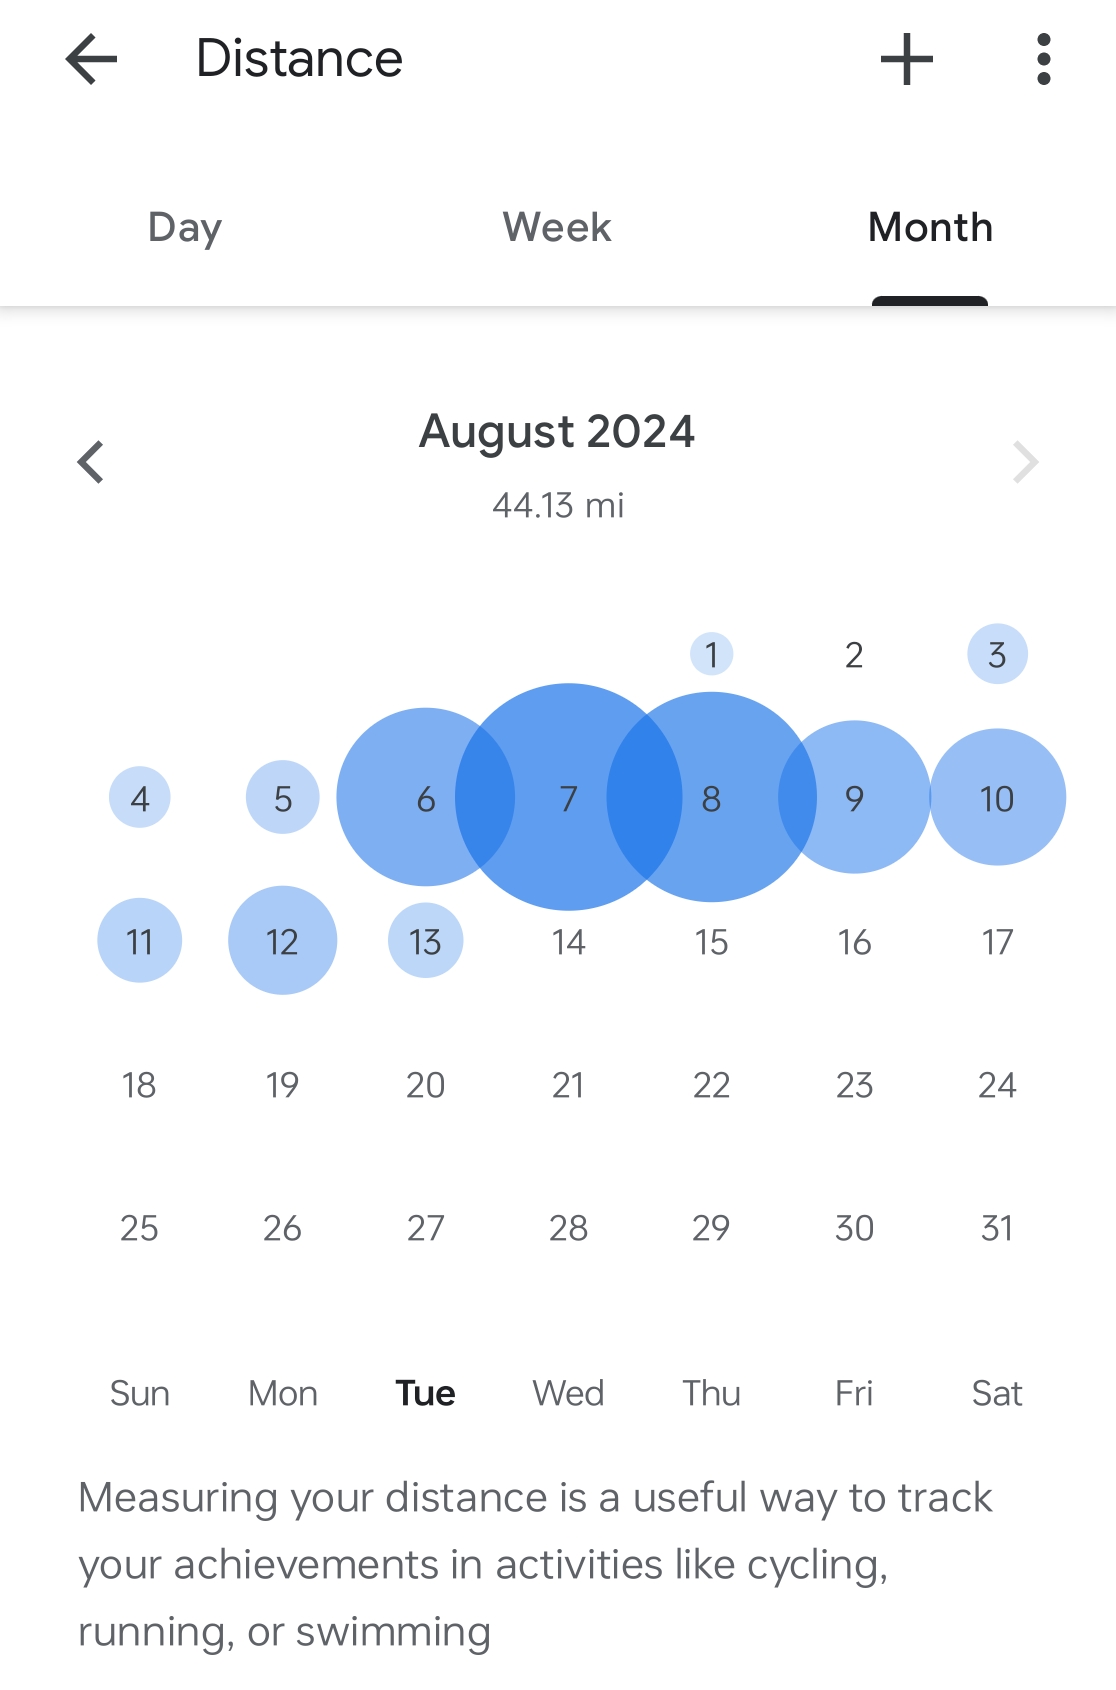 Distance
Day Week Month
August 2024
44.13 mi
1 2 3
4 5 6 7 8 9 10
11 12 13 14 15 16 17
18 19 20 21 22 23 24
25 26 27 28 29 30 31
Sun Mon Tue Wed Thu Fri Sat
Measuring your distance is a useful way to track
your achievements in activities like cycling,
running, or swimming